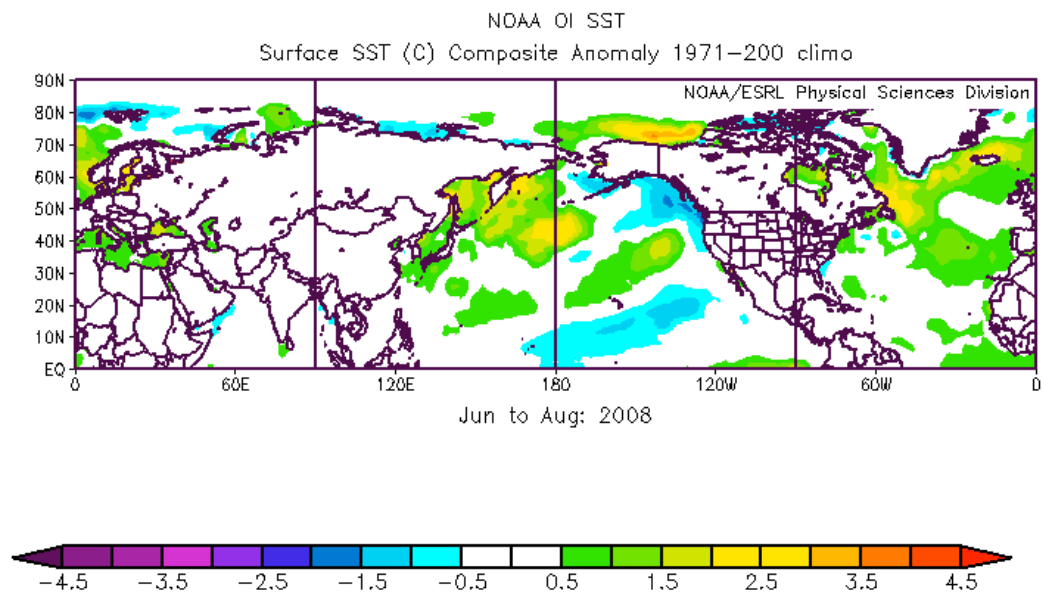 NOAA OI SST
Surface SST (C) Composite Anomaly 1971-200 climo
90N
NOAA/ESRL Physical Sciences Division
80N
70N
60N
50N
40N
30N
20N
10N
EQ
0 60E 120E 180 120W 60W 0
Jun to Aug: 2008
-4.5 -3.5 -2.5 -1.5 -0.5 0.5 1.5 2.5 3.5 4.5